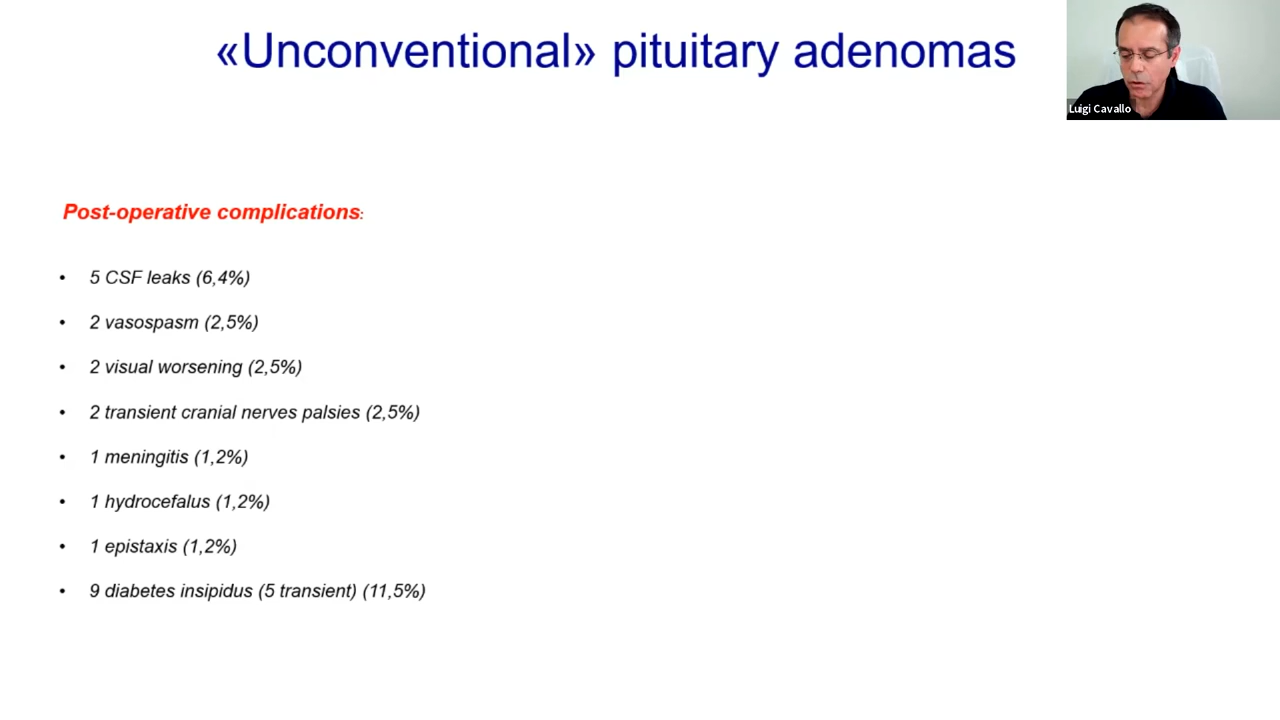 «Unconventional» pituitary adenomas
Luigi Cavallo
Post-operative complications:
• 5 CSF leaks (6,4%)
• 2 vasospasm (2,5%)
• 2 visual worsening (2,5%)
• 2 transient cranial nerves palsies (2,5%)
• 1 meningitis (1,2%)
• 1 hydrocefalus (1,2%)
• 1 epistaxis (1,2%)
• 9 diabetes insipidus (5 transient) (11,5%)